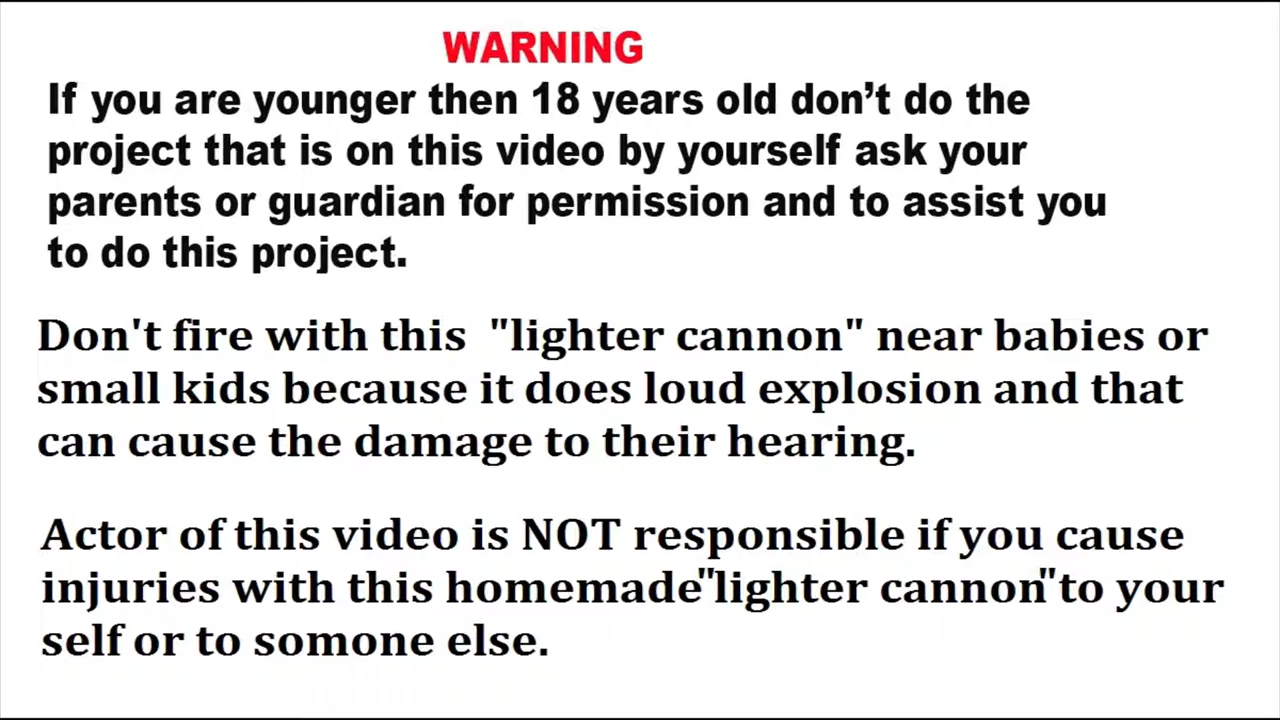 WARNING
If you are younger then 18 years old don’t do the
project that is on this video by yourself ask your
parents or guardian for permission and to assist you
to do this project.
Don't fire with this "lighter cannon" near babies or
small kids because it does loud explosion and that
can cause the damage to their hearing.
Actor of this video is NOT responsible if you cause
injuries with this homemade"lighter cannon"to your
self or to somone else.